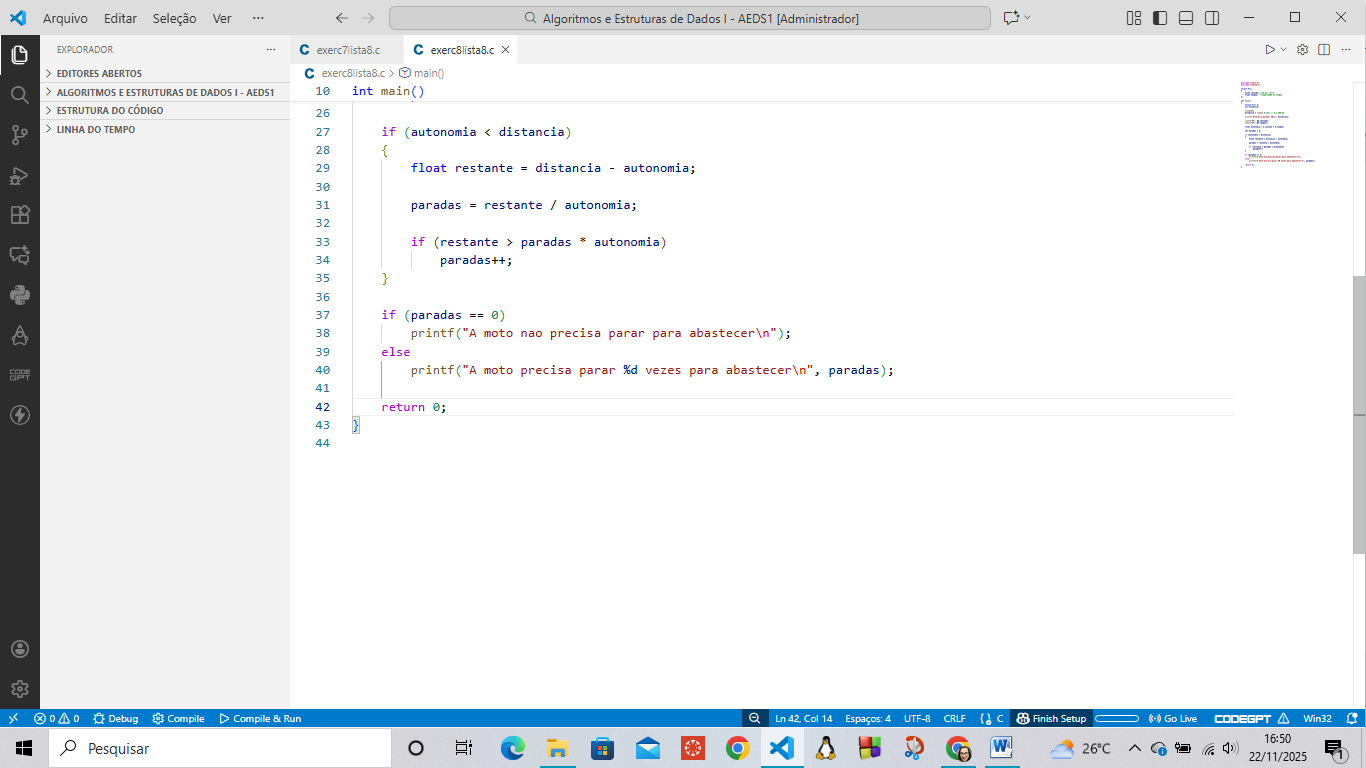 Arquivo Editar Seleção Ver ··· Algoritmos e Estruturas de Dados I - AEDS1 [Administrador]
EXPLORADOR ···
EDITORES ABERTOS
ALGORITMOS E ESTRUTURAS DE DADOS I - AEDS1
ESTRUTURA DO CÓDIGO
LINHA DO TEMPO
CODE
GPT
C exerc7lista8.c C exerc8lista8.c
C exerc8lista8.c > main()
10 int main()
26
27 if (autonomia < distancia)
28 {
29 float restante = distancia - autonomia;
30
31 paradas = restante / autonomia;
32
33 if (restante > paradas * autonomia)
34 paradas++;
35 }
36
37 if (paradas == 0)
38 printf("A moto nao precisa parar para abastecer\n");
39 else
40 printf("A moto precisa parar %d vezes para abastecer\n", paradas);
41
42 return 0;
43 }
44
0 0 Debug Compile Compile & Run Ln 42, Col 14 Espaços: 4 UTF-8 CRLF {} C Finish Setup Go Live CODEGPT Win32
Pesquisar 26°C 16:50
22/11/2025 1